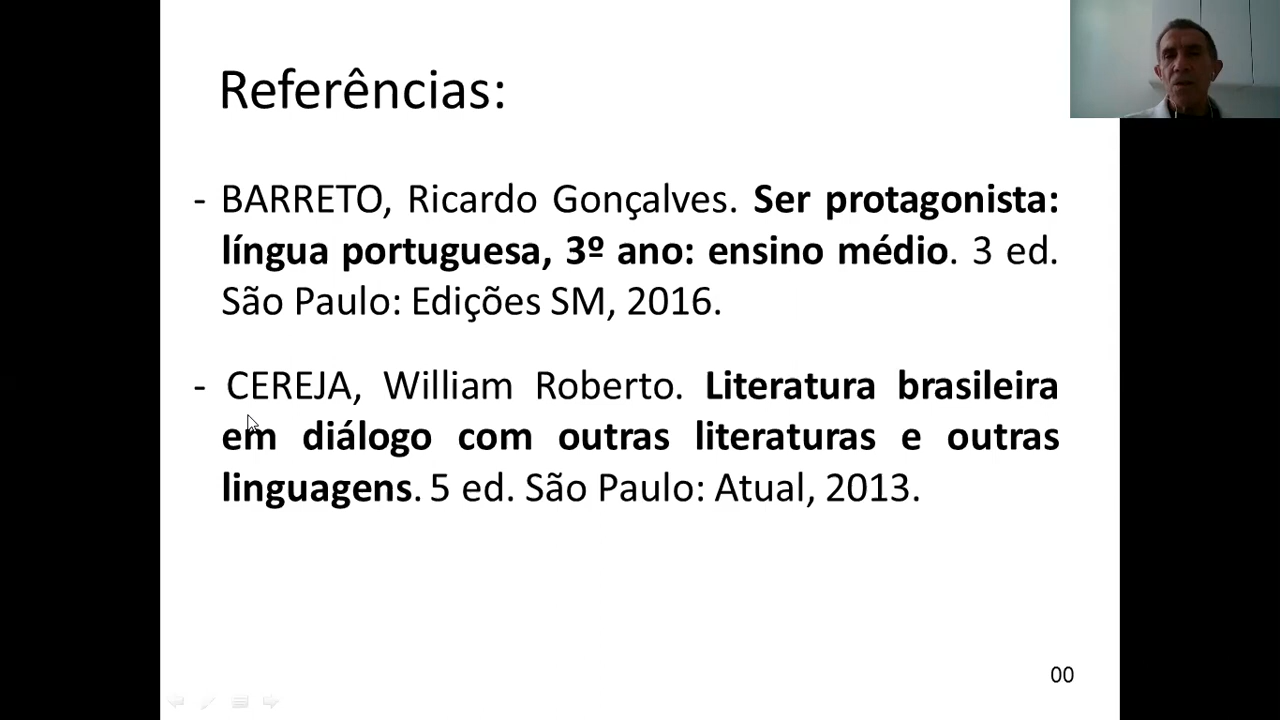 Referências:
- BARRETO, Ricardo Gonçalves. Ser protagonista:
língua portuguesa, 3º ano: ensino médio. 3 ed.
São Paulo: Edições SM, 2016.
- CEREJA, William Roberto. Literatura brasileira
em diálogo com outras literaturas e outras
linguagens. 5 ed. São Paulo: Atual, 2013.
00